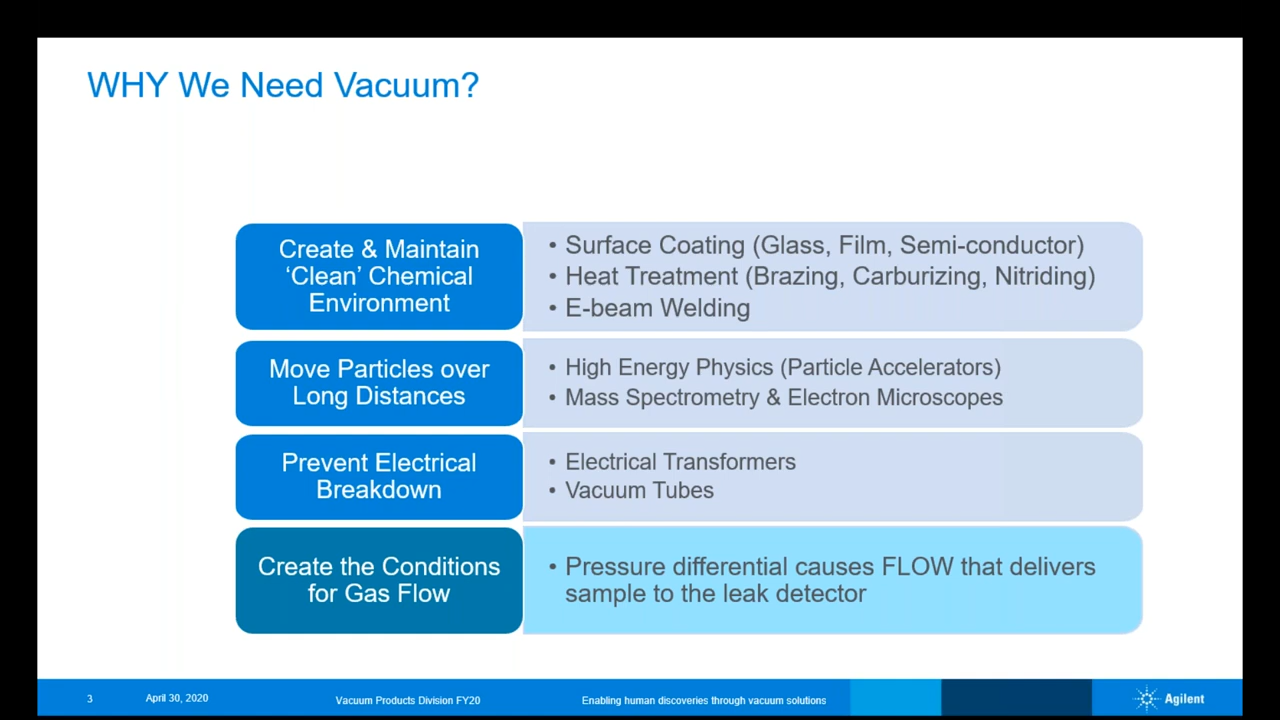 WHY We Need Vacuum?
Create & Maintain
‘Clean’ Chemical
Environment
• Surface Coating (Glass, Film, Semi-conductor)
• Heat Treatment (Brazing, Carburizing, Nitriding)
• E-beam Welding
Move Particles over
Long Distances
• High Energy Physics (Particle Accelerators)
• Mass Spectrometry & Electron Microscopes
Prevent Electrical
Breakdown
• Electrical Transformers
• Vacuum Tubes
Create the Conditions
for Gas Flow
• Pressure differential causes FLOW that delivers
sample to the leak detector
3 April 30, 2020 Vacuum Products Division FY20 Enabling human discoveries through vacuum solutions Agilent